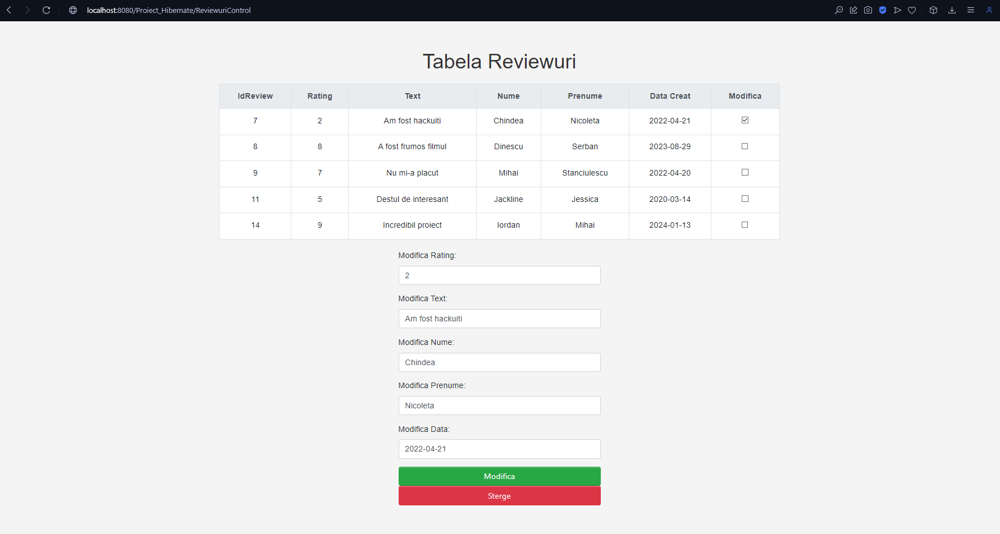 localhost:8080/Proiect_Hibernate/ReviewuriControl
Tabela Reviewuri
IdReview Rating Text Nume Prenume Data Creat Modifica
7 2 Am fost hackuiti Chindea Nicoleta 2022-04-21
8 8 A fost frumos filmul Dinescu Serban 2023-08-29
9 7 Nu mi-a placut Mihai Stanciulescu 2022-04-20
11 5 Destul de interesant Jackline Jessica 2020-03-14
14 9 Incredibil proiect Iordan Mihai 2024-01-13
Modifica Rating:
2
Modifica Text:
Am fost hackuiti
Modifica Nume:
Chindea
Modifica Prenume:
Nicoleta
Modifica Data:
2022-04-21
Modifica
Sterge